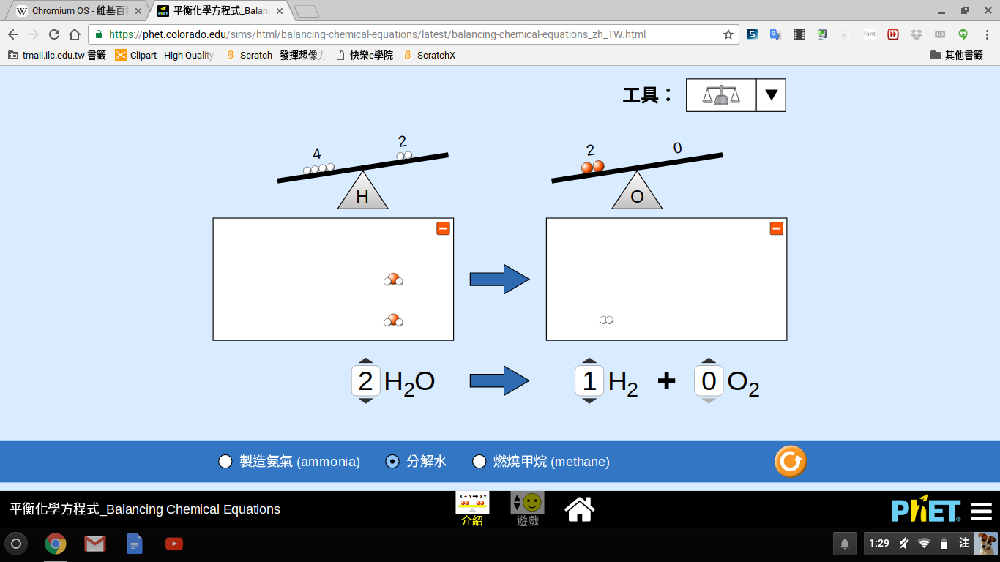 Chromium OS - 維基百科
平衡化學方程式_Balan
https://phet.colorado.edu/sims/html/balancing-chemical-equations/latest/balancing-chemical-equations_zh_TW.html
font
HD
tmail.ilc.edu.tw 書籤
Clipart - High Quality
Scratch - 發揮想像力
快樂e學院
ScratchX
其他書籤
工具：
4 2
H
2 0
O
2 H2O
1 H2 + 0 O2
製造氨氣 (ammonia)
分解水
燃燒甲烷 (methane)
平衡化學方程式_Balancing Chemical Equations
X + Y→XY
介紹
遊戲
PhET
1:29
注